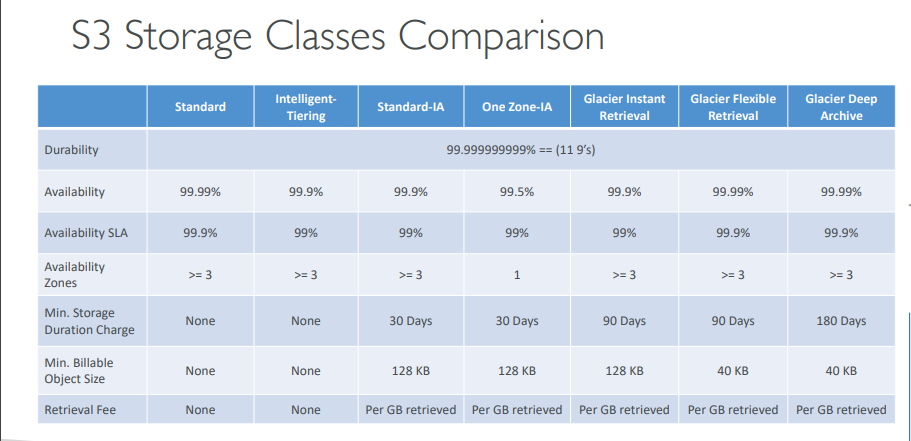 S3 Storage Classes Comparison
Standard
Intelligent-
Tiering
Standard-IA
One Zone-IA
Glacier Instant
Retrieval
Glacier Flexible
Retrieval
Glacier Deep
Archive
Durability
99.999999999% == (11 9's)
Availability
99.99%
99.9%
99.9%
99.5%
99.9%
99.99%
99.99%
Availability SLA
99.9%
99%
99%
99%
99%
99.9%
99.9%
Availability
Zones
>= 3
>= 3
>= 3
1
>= 3
>= 3
>= 3
Min. Storage
Duration Charge
None
None
30 Days
30 Days
90 Days
90 Days
180 Days
Min. Billable
Object Size
None
None
128 KB
128 KB
128 KB
40 KB
40 KB
Retrieval Fee
None
None
Per GB retrieved
Per GB retrieved
Per GB retrieved
Per GB retrieved
Per GB retrieved